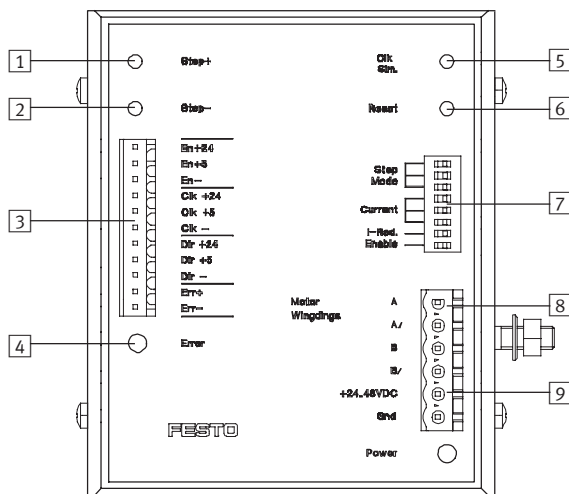 1
Step+
Clk
Sim.
5
2
Step-
Reset
6
En+24
En+5
En-
Clk +24
Clk +5
Clk -
Dir +24
Dir +5
Dir -
Err+
Err-
3
Step
Mode
Current
I-Red.
Enable
7
4
Error
Motor
Wingdings
A
A/
B
B/
+24..48VDC
Gnd
8
9
FESTO
Power